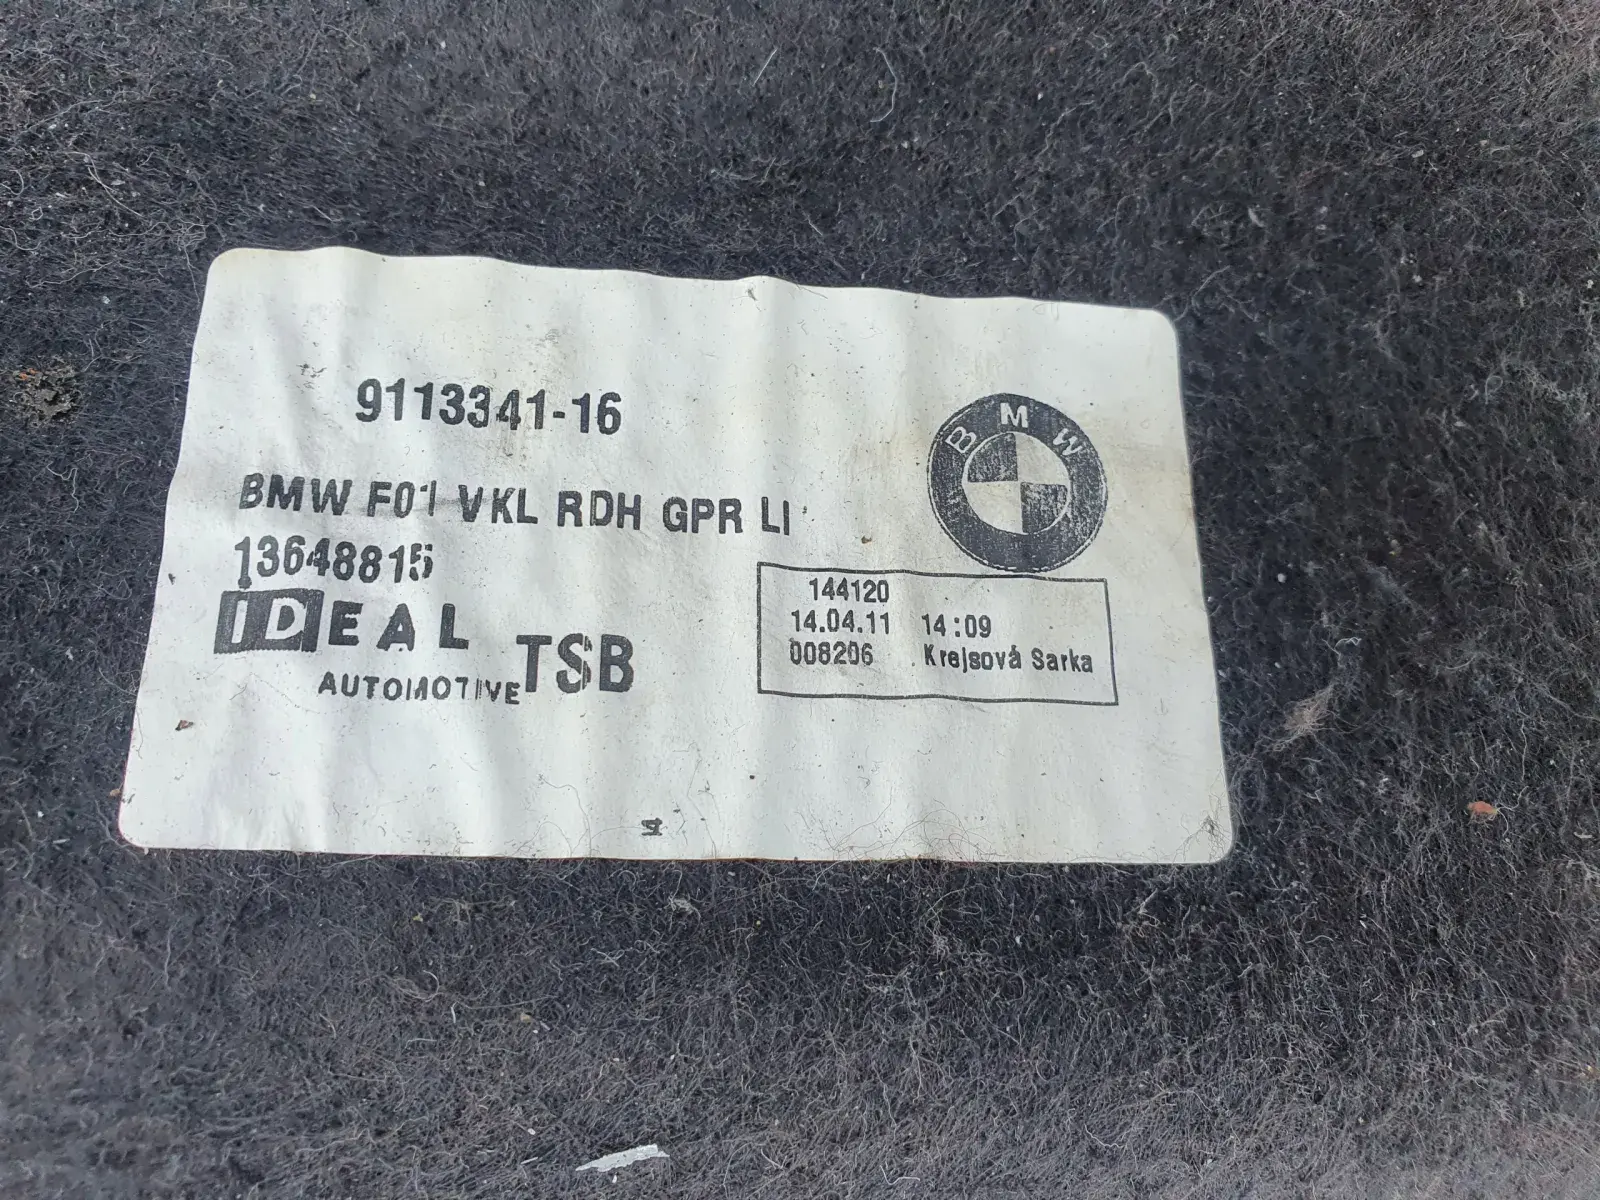 9113341-16
BMW
BMW F01 VKL RDH GPR LI
13648815
IDEAL
AUTOMOTIVE TSB
144120
14.04.11 14:09
008206 Krejsová Sarka